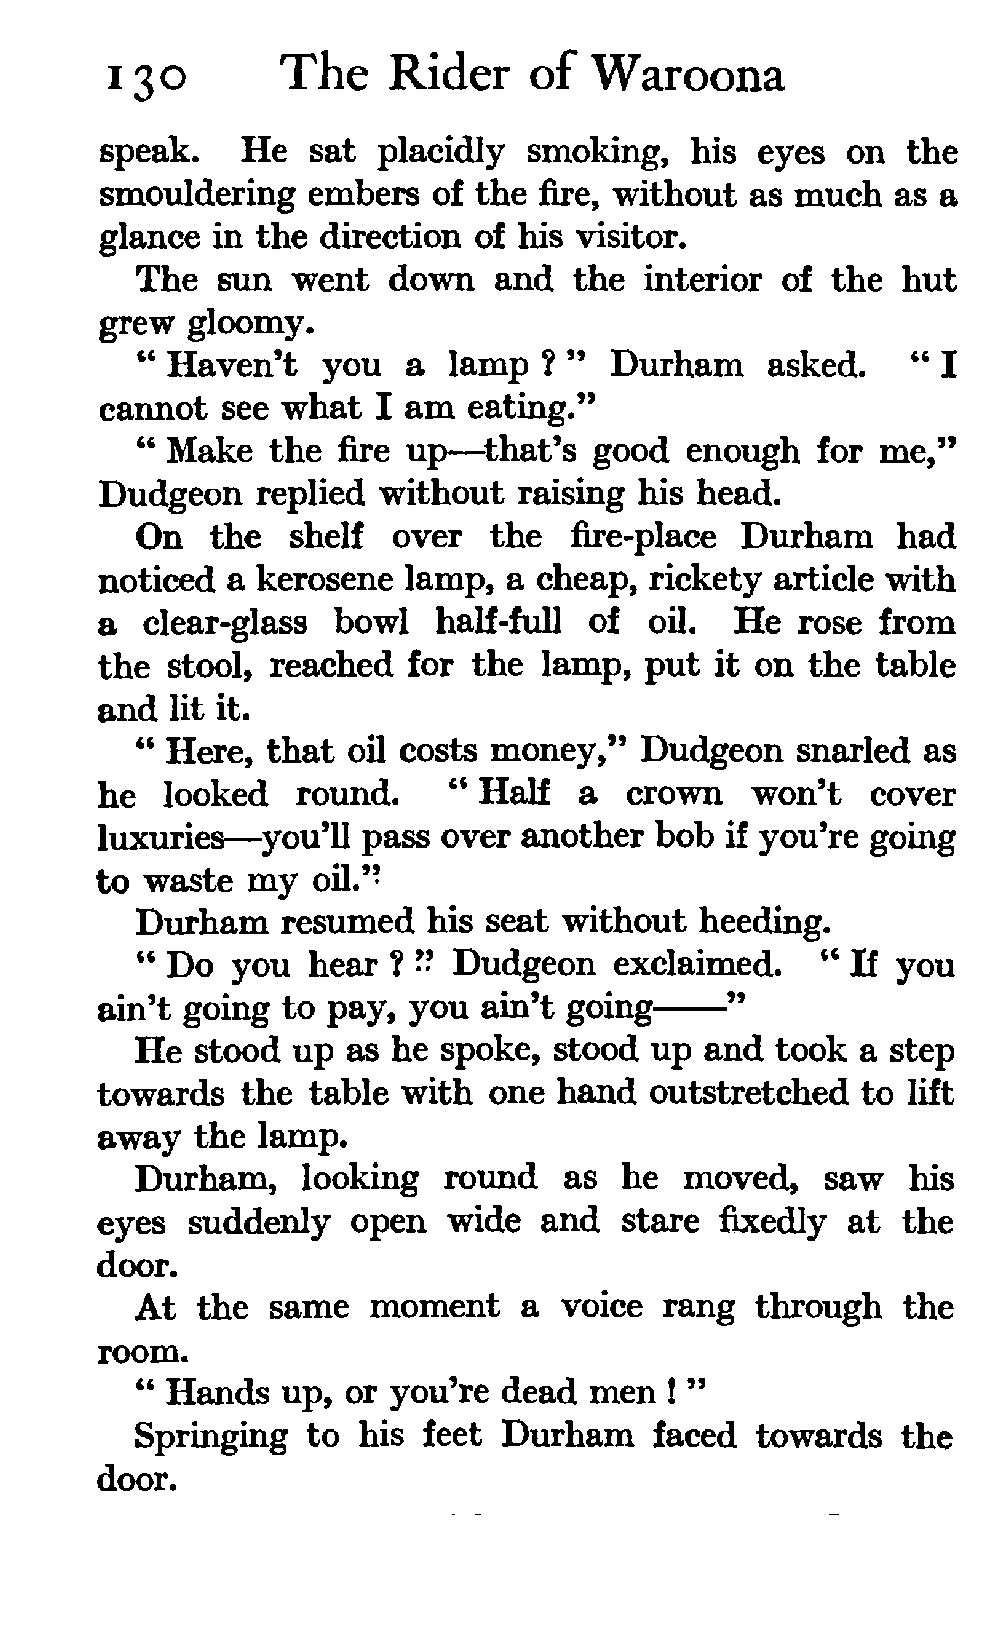 130 The Rider of Waroona
speak. He sat placidly smoking, his eyes on the
smouldering embers of the fire, without as much as a
glance in the direction of his visitor.
The sun went down and the interior of the hut
grew gloomy.
“ Haven’t you a lamp ? ” Durham asked. “ I
cannot see what I am eating.”
“ Make the fire up—that’s good enough for me,”
Dudgeon replied without raising his head.
On the shelf over the fire-place Durham had
noticed a kerosene lamp, a cheap, rickety article with
a clear-glass bowl half-full of oil. He rose from
the stool, reached for the lamp, put it on the table
and lit it.
“ Here, that oil costs money,” Dudgeon snarled as
he looked round. “ Half a crown won’t cover
luxuries—you’ll pass over another bob if you’re going
to waste my oil.”
Durham resumed his seat without heeding.
“ Do you hear ? ” Dudgeon exclaimed. “ If you
ain’t going to pay, you ain’t going——”
He stood up as he spoke, stood up and took a step
towards the table with one hand outstretched to lift
away the lamp.
Durham, looking round as he moved, saw his
eyes suddenly open wide and stare fixedly at the
door.
At the same moment a voice rang through the
room.
“ Hands up, or you’re dead men ! ”
Springing to his feet Durham faced towards the
door.